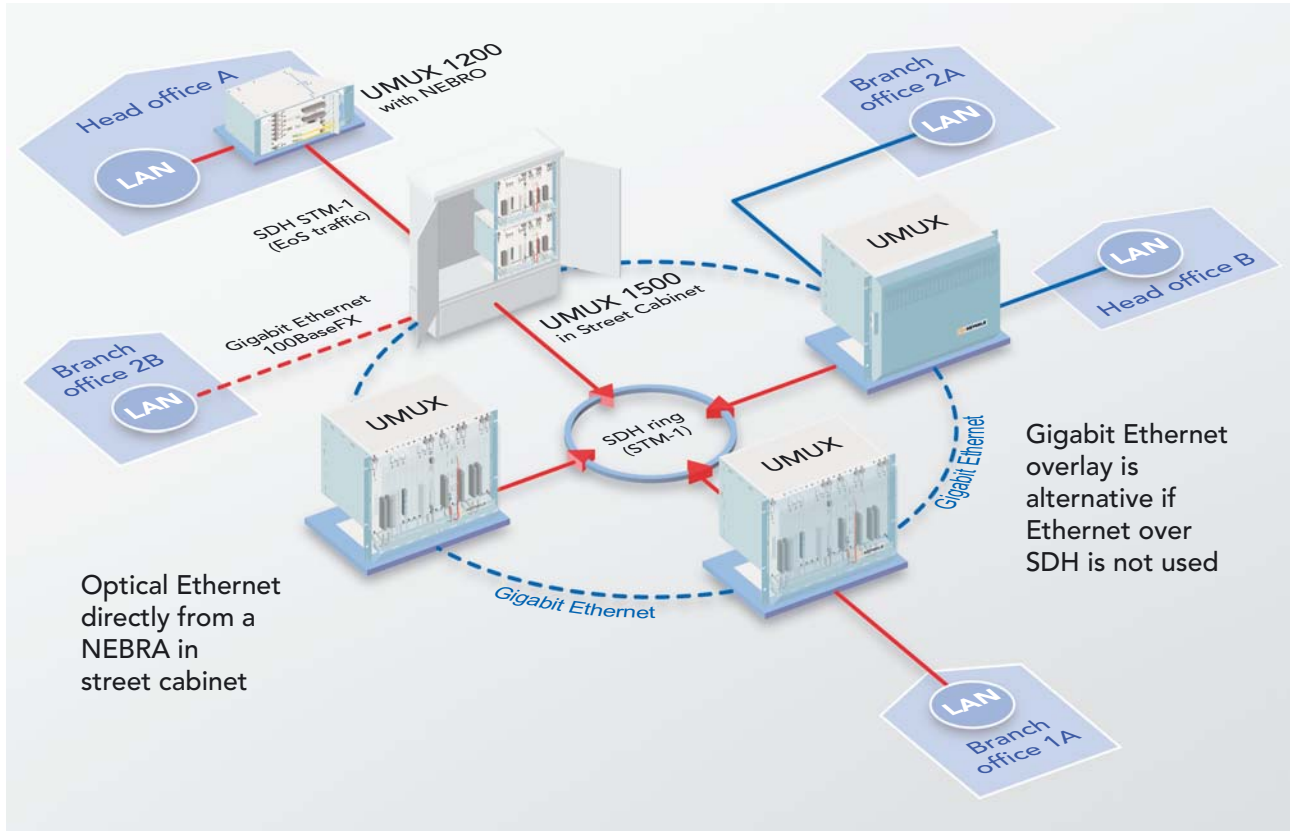 Head office A
LAN
UMUX 1200
with NEBRO
SDH STM-1
(EoS traffic)
Gigabit Ethernet
100BaseFX
Branch
office 2B
LAN
UMUX 1500
in Street Cabinet
Branch
office 2A
LAN
UMUX
LAN
Head office B
UMUX
SDH ring
(STM-1)
UMUX
Gigabit Ethernet
Gigabit Ethernet
Gigabit Ethernet
overlay is
alternative if
Ethernet over
SDH is not used
Optical Ethernet
directly from a
NEBRA in
street cabinet
LAN
Branch
office 1A